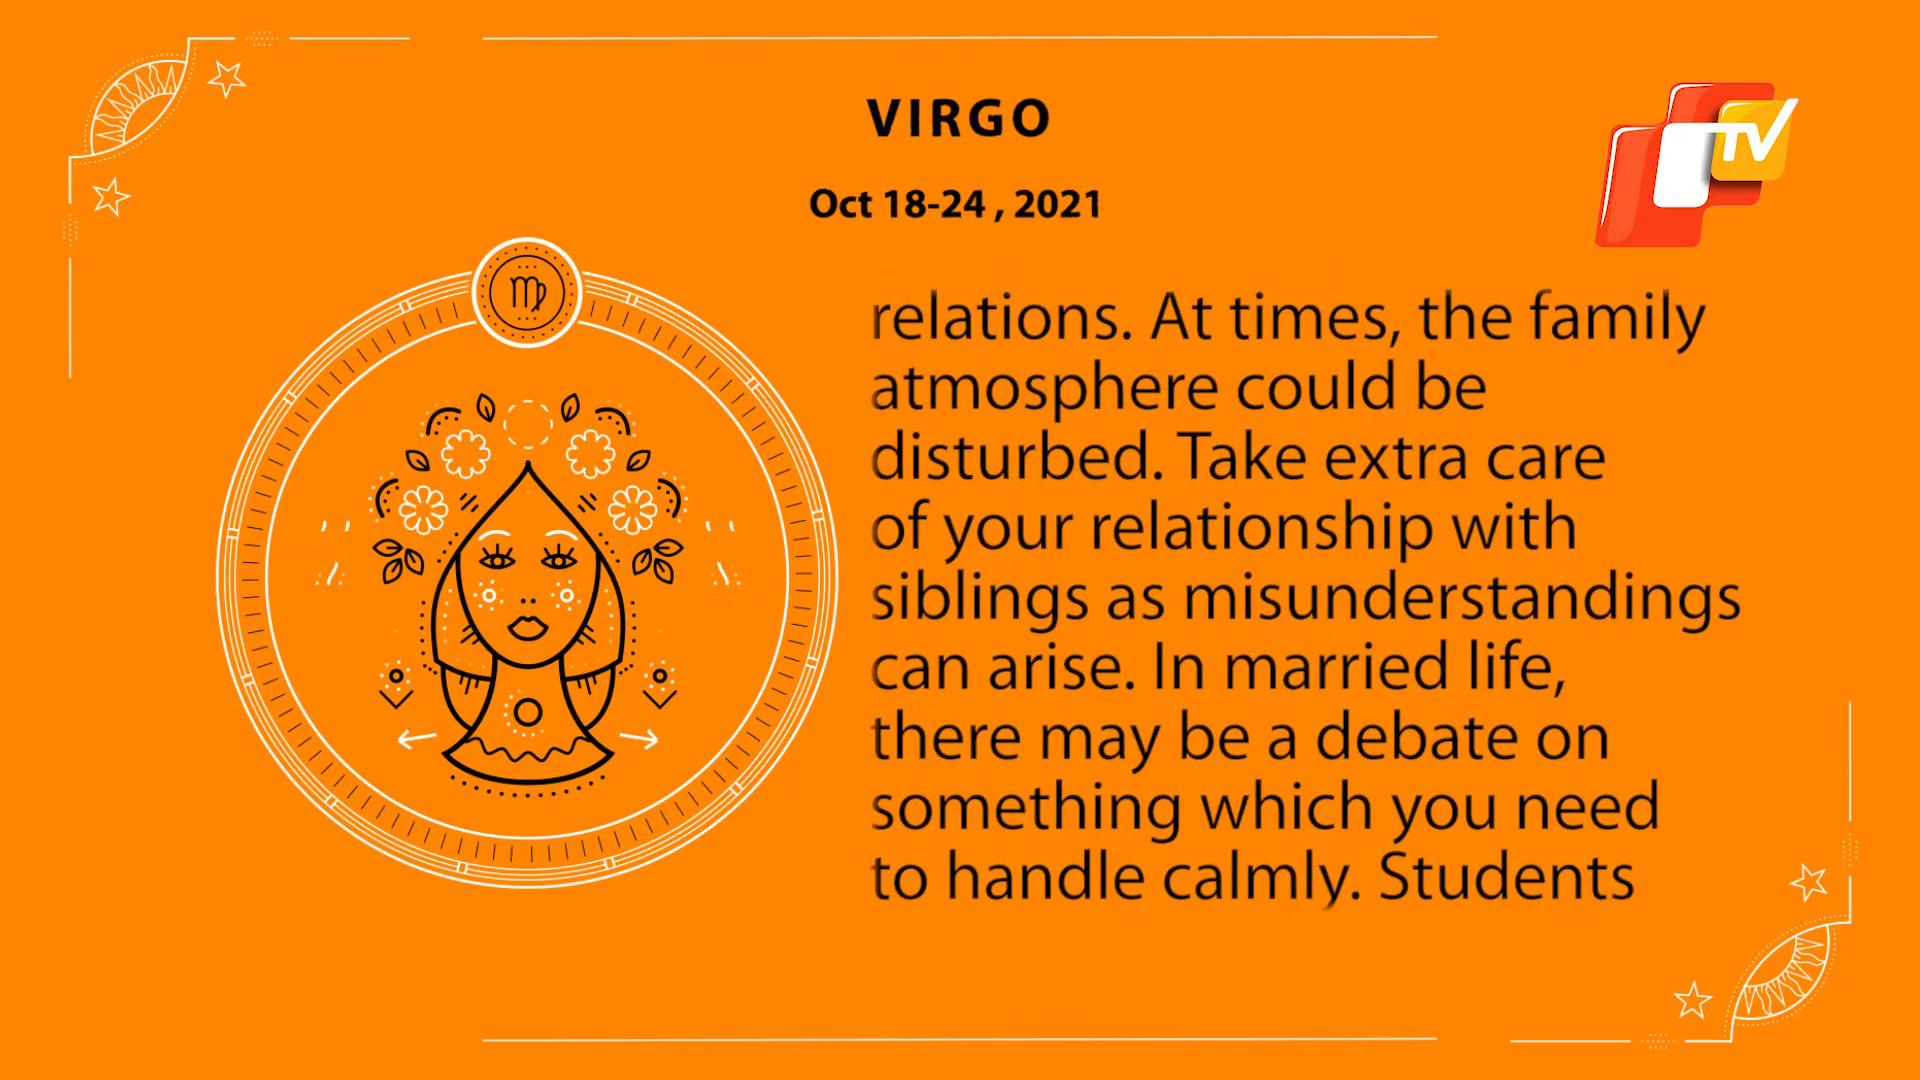 VIRGO
Oct 18-24 , 2021
TV
relations. At times, the family
atmosphere could be
disturbed. Take extra care
of your relationship with
siblings as misunderstandings
can arise. In married life,
there may be a debate on
something which you need
to handle calmly. Students